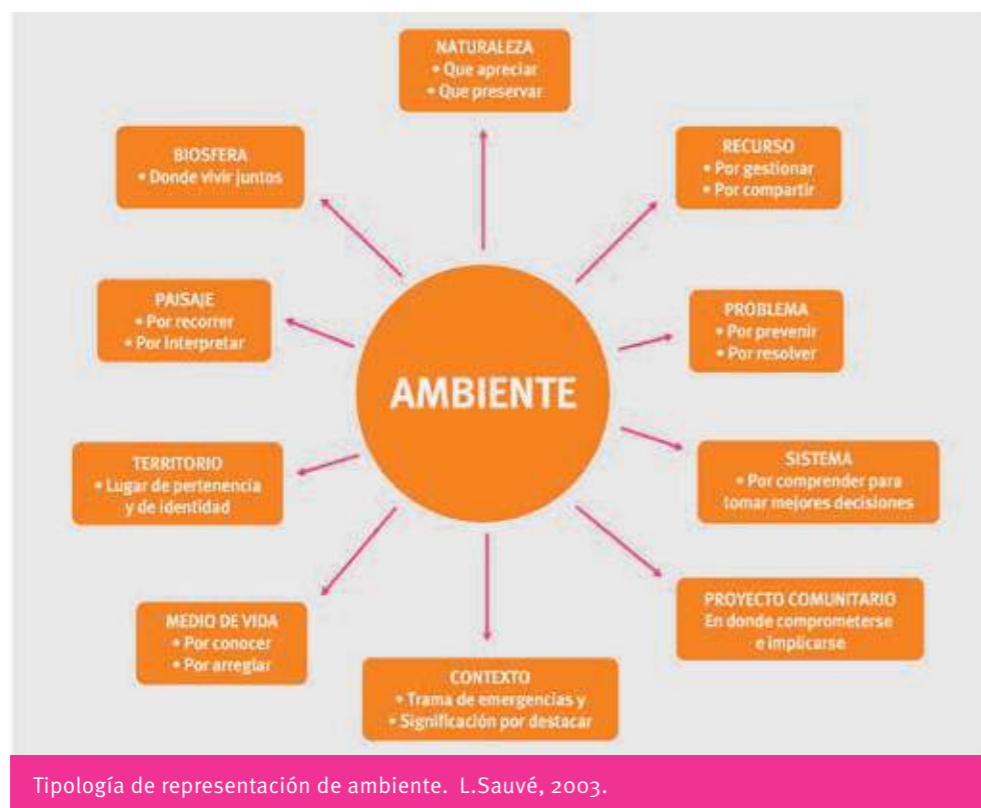 NATURALEZA
• Que apreciar
• Que preservar
RECURSO
• Por gestionar
• Por compartir
BIOSFERA
• Donde vivir juntos
PAISAJE
• Por recorrer
• Por interpretar
PROBLEMA
• Por prevenir
• Por resolver
AMBIENTE
TERRITORIO
• Lugar de pertenencia
y de identidad
SISTEMA
• Por comprender para
tomar mejores decisiones
MEDIO DE VIDA
• Por conocer
• Por arreglar
PROYECTO COMUNITARIO
En donde comprometerse
e implicarse
CONTEXTO
• Trama de emergencias y
• Significación por destacar
Tipología de representación de ambiente. L.Sauvé, 2003.